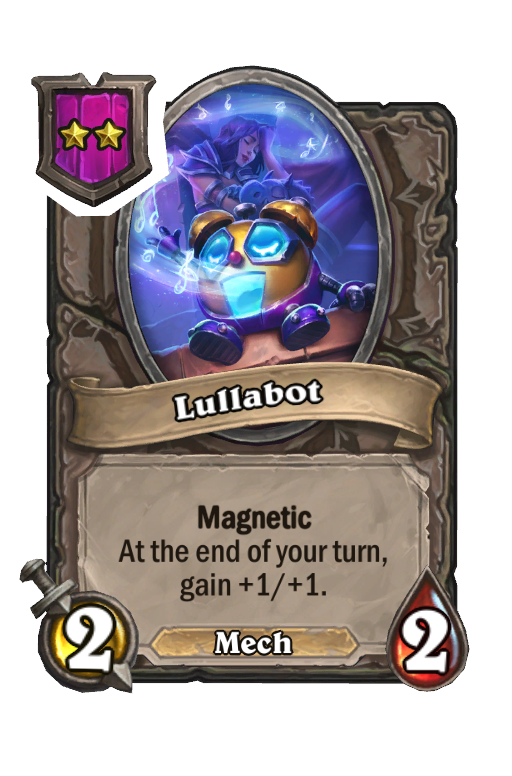 Lullabot
Magnetic
At the end of your turn,
gain +1/+1.
2
Mech
2